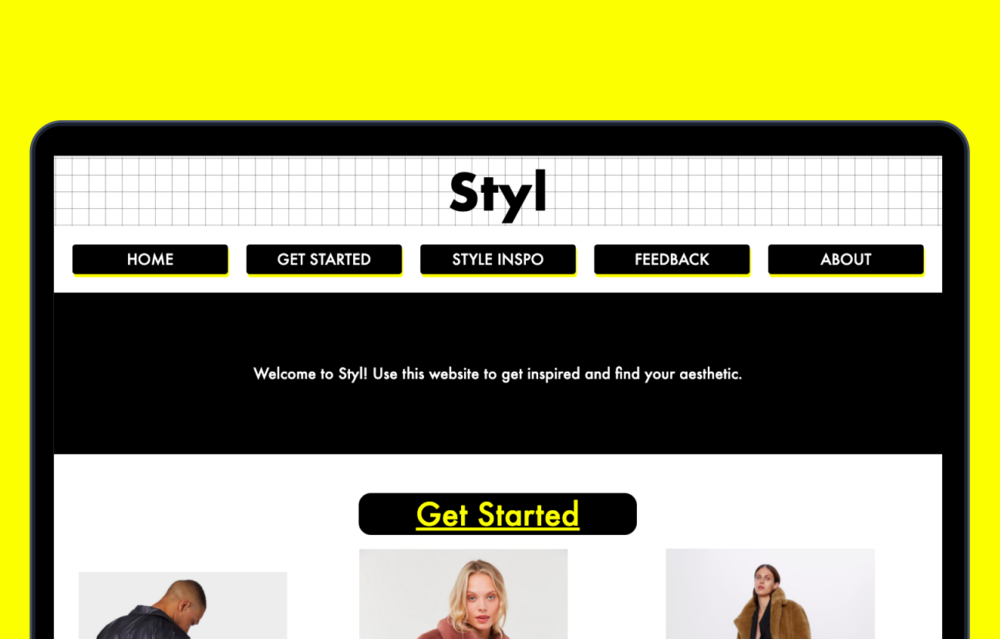 Styl
HOME GET STARTED STYLE INSPO FEEDBACK ABOUT
Welcome to Styl! Use this website to get inspired and find your aesthetic.
Get Started